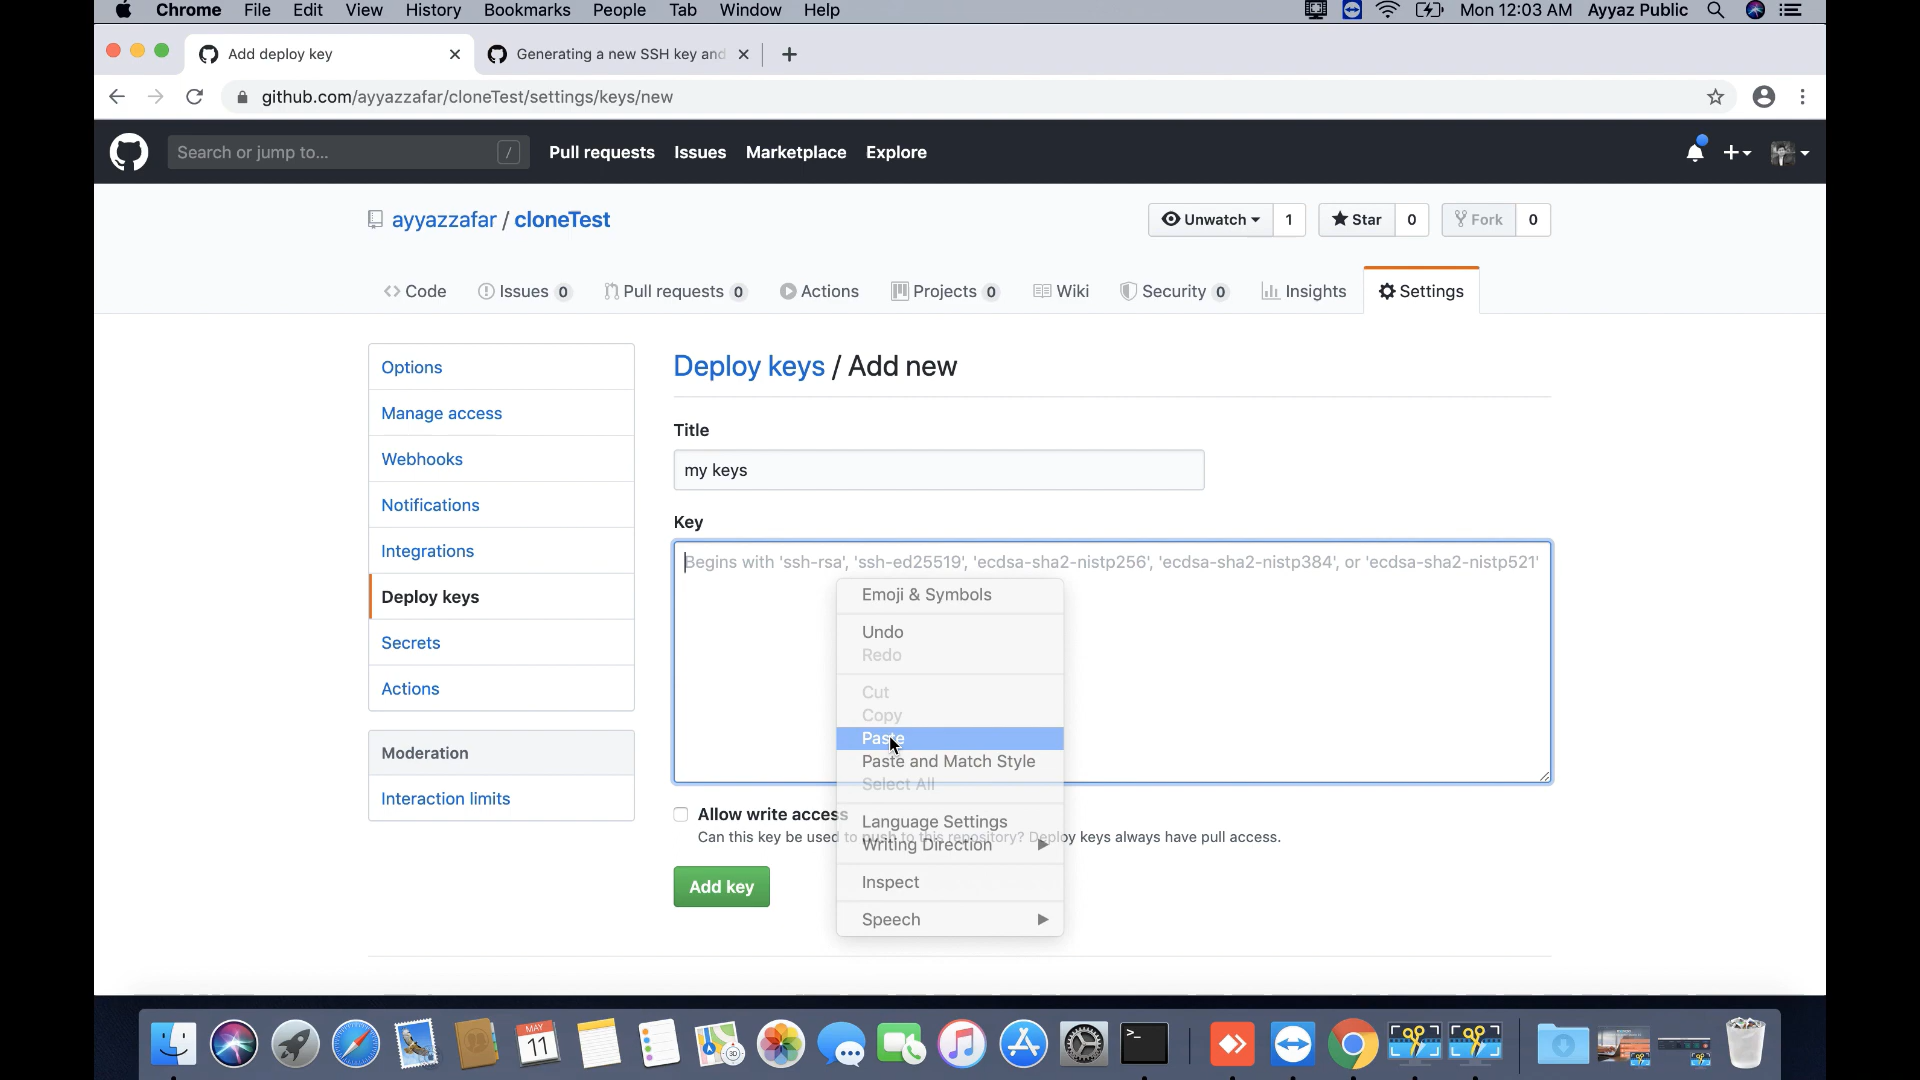 Chrome File Edit View History Bookmarks People Tab Window Help Mon 12:03 AM Ayyaz Public
Add deploy key Generating a new SSH key and
github.com/ayyazzafar/cloneTest/settings/keys/new
Search or jump to... / Pull requests Issues Marketplace Explore
ayyazzafar / cloneTest Unwatch 1 Star 0 Fork 0
Code Issues 0 Pull requests 0 Actions Projects 0 Wiki Security 0 Insights Settings
Options
Manage access
Webhooks
Notifications
Integrations
Deploy keys
Secrets
Actions
Moderation
Interaction limits
Deploy keys / Add new
Title
my keys
Key
Begins with 'ssh-rsa', 'ssh-ed25519', 'ecdsa-sha2-nistp256', 'ecdsa-sha2-nistp384', or 'ecdsa-sha2-nistp521'
Emoji & Symbols
Undo
Redo
Cut
Copy
Paste
Paste and Match Style
Select All
Language Settings
Writing Direction
Inspect
Speech
Allow write access
Can this key be used to push to this repository? Deploy keys always have pull access.
Add key
MAY
11
3D